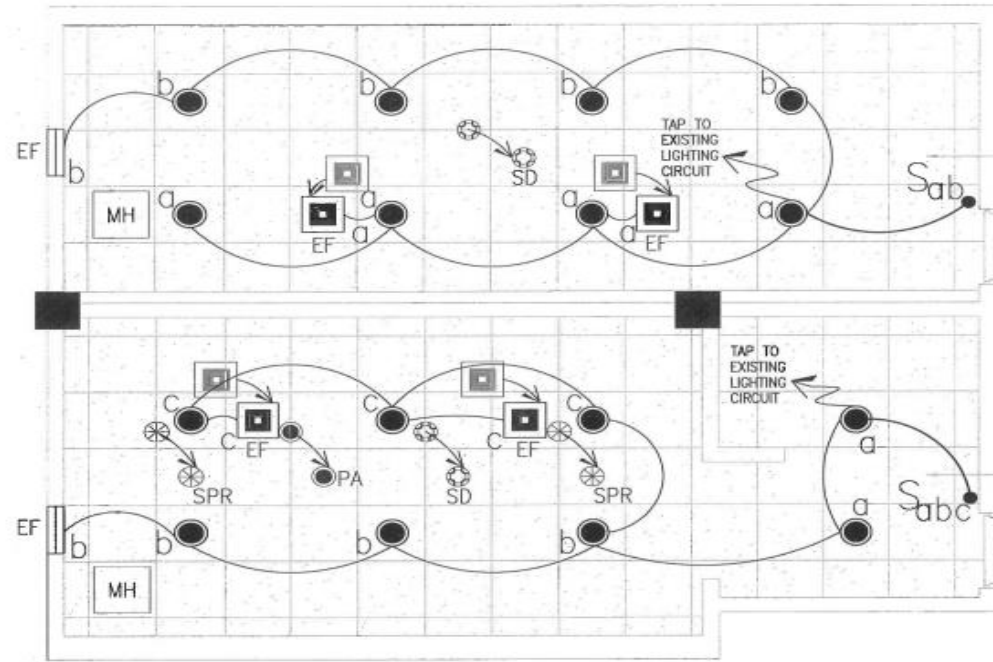 b
b
b
b
TAP TO
EXISTING
LIGHTING
CIRCUIT
EF
b
SD
Sab
MH
a
a
a
a
a
a
EF
EF
TAP TO
EXISTING
LIGHTING
CIRCUIT
c
c
c
c
EF
c
EF
a
SPR
PA
SD
SPR
Sabc
a
EF
b
b
b
b
MH